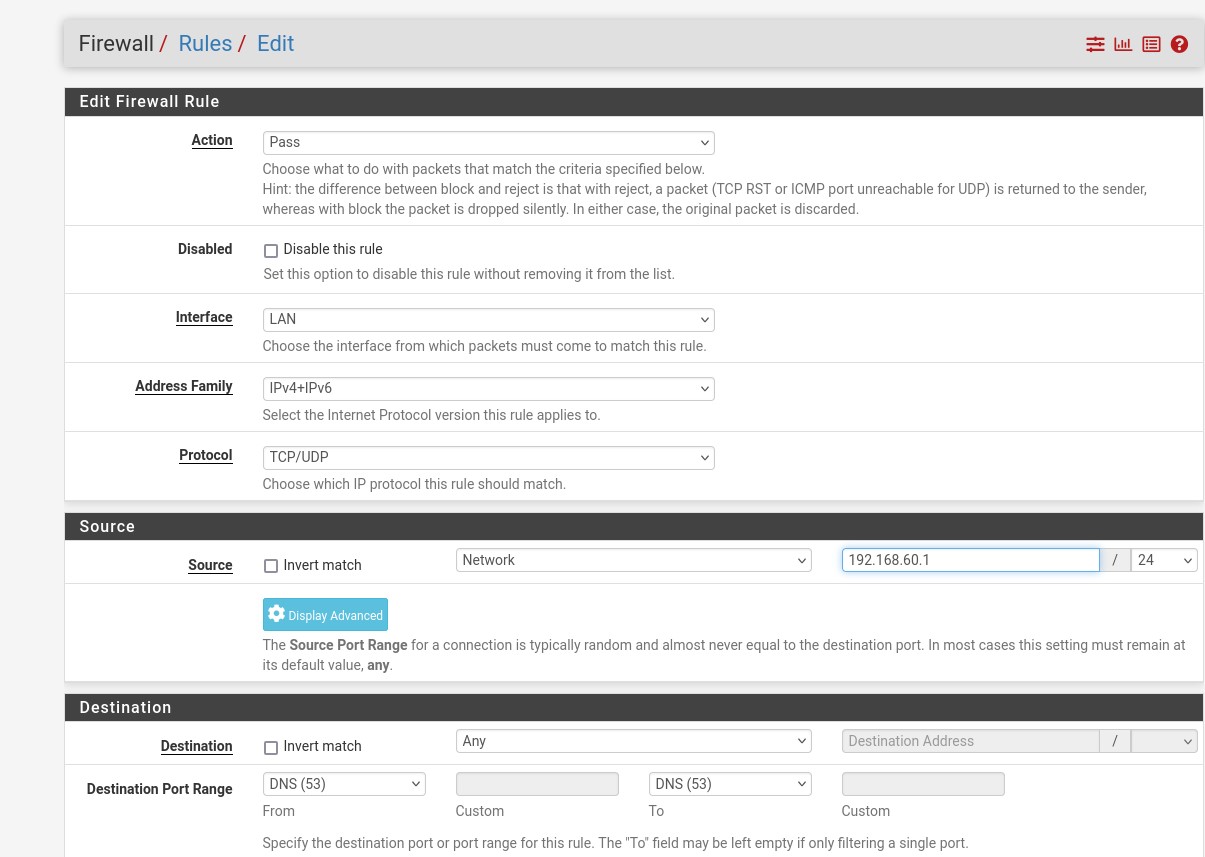 Firewall / Rules / Edit
Edit Firewall Rule
Action
Pass
Choose what to do with packets that match the criteria specified below.
Hint: the difference between block and reject is that with reject, a packet (TCP RST or ICMP port unreachable for UDP) is returned to the sender,
whereas with block the packet is dropped silently. In either case, the original packet is discarded.
Disabled
Disable this rule
Set this option to disable this rule without removing it from the list.
Interface
LAN
Choose the interface from which packets must come to match this rule.
Address Family
IPv4+IPv6
Select the Internet Protocol version this rule applies to.
Protocol
TCP/UDP
Choose which IP protocol this rule should match.
Source
Source
Invert match
Network
192.168.60.1
/
24
Display Advanced
The Source Port Range for a connection is typically random and almost never equal to the destination port. In most cases this setting must remain at
its default value, any.
Destination
Destination
Invert match
Any
Destination Address
/
Destination Port Range
DNS (53)
DNS (53)
From
Custom
To
Custom
Specify the destination port or port range for this rule. The "To" field may be left empty if only filtering a single port.